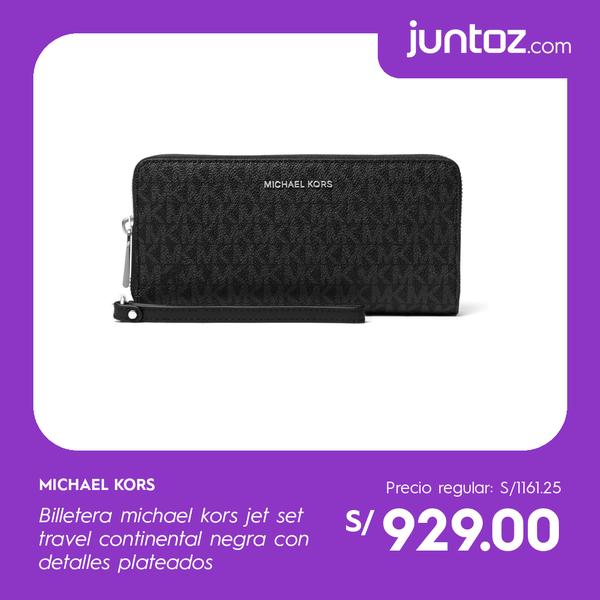 juntoz.com
MICHAEL KORS
MICHAEL KORS
Billetera michael kors jet set
travel continental negra con
detalles plateados
Precio regular: S/1161.25
S/ 929.00